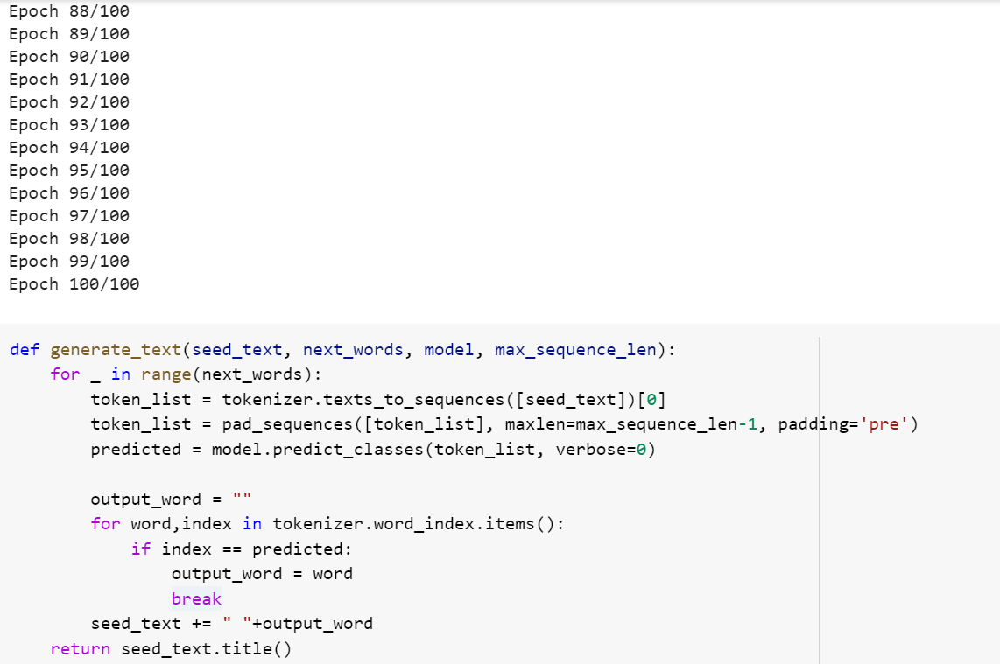 Epoch 88/100
Epoch 89/100
Epoch 90/100
Epoch 91/100
Epoch 92/100
Epoch 93/100
Epoch 94/100
Epoch 95/100
Epoch 96/100
Epoch 97/100
Epoch 98/100
Epoch 99/100
Epoch 100/100
def generate_text(seed_text, next_words, model, max_sequence_len):
    for _ in range(next_words):
        token_list = tokenizer.texts_to_sequences([seed_text])[0]
        token_list = pad_sequences([token_list], maxlen=max_sequence_len-1, padding='pre')
        predicted = model.predict_classes(token_list, verbose=0)
        output_word = ""
        for word,index in tokenizer.word_index.items():
            if index == predicted:
                output_word = word
                break
        seed_text += " "+output_word
    return seed_text.title()